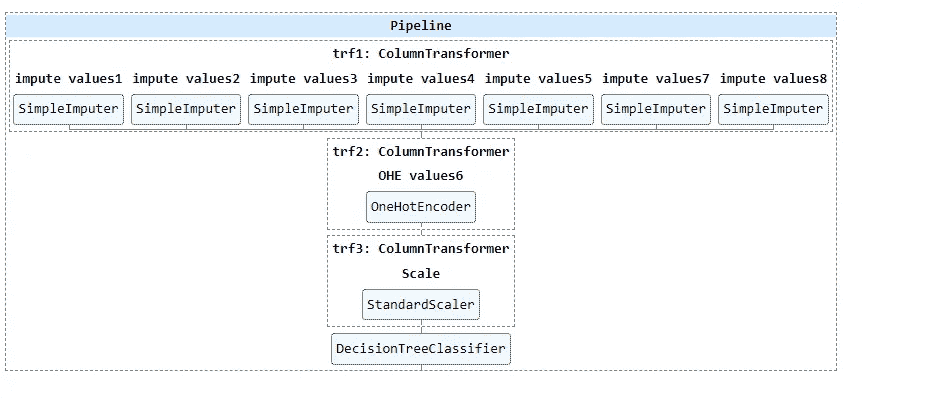 Pipeline
trf1: ColumnTransformer
impute values1 impute values2 impute values3 impute values4 impute values5 impute values7 impute values8
SimpleImputer SimpleImputer SimpleImputer SimpleImputer SimpleImputer SimpleImputer SimpleImputer
trf2: ColumnTransformer
OHE values6
OneHotEncoder
trf3: ColumnTransformer
Scale
StandardScaler
DecisionTreeClassifier